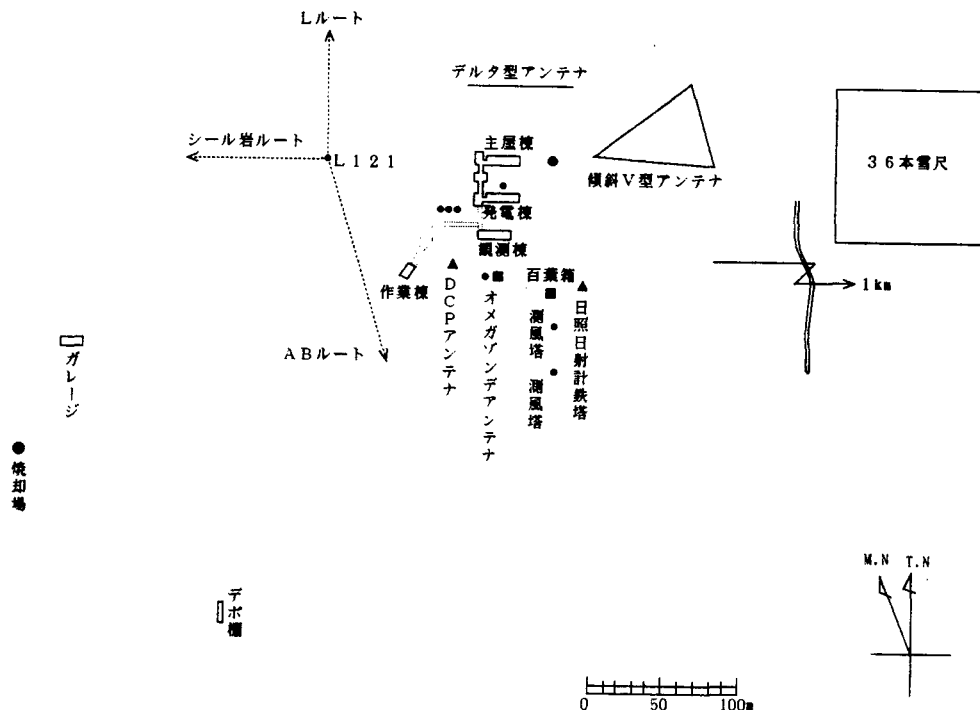 Lルート
デルタ型アンテナ
シール岩ルート
L121
主屋棟
傾斜V型アンテナ
36本雪尺
発電棟
観測棟
作業棟
DCPアンテナ
オメガゾンデアンテナ
百葉箱
測風塔
測風塔
日照日射計鉄塔
1km
ABルート
ガレージ
焼却場
デポ棚
M.N T.N
0 50 100m